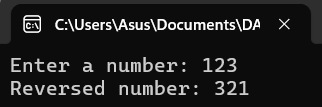 C:\Users\Asus\Documents\DA
Enter a number: 123
Reversed number: 321